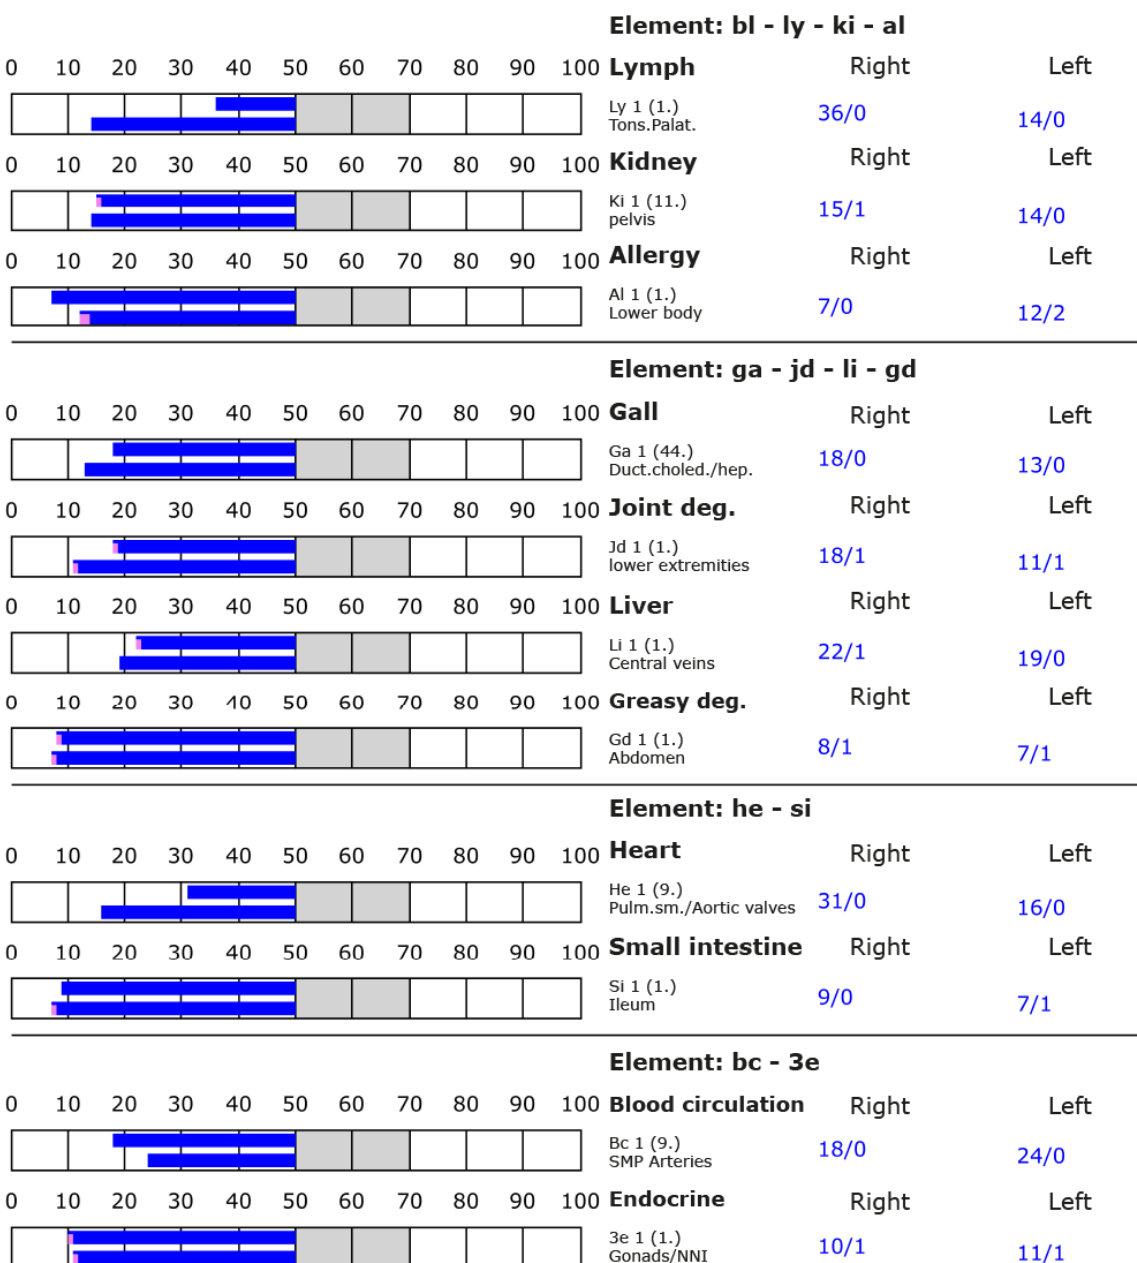 Element: bl - ly - ki - al
0 10 20 30 40 50 60 70 80 90 100 Lymph Right Left
Ly 1 (1.) 36/0 14/0
Tons.Palat.
0 10 20 30 40 50 60 70 80 90 100 Kidney Right Left
Ki 1 (11.) 15/1 14/0
pelvis
0 10 20 30 40 50 60 70 80 90 100 Allergy Right Left
Al 1 (1.) 7/0 12/2
Lower body
Element: ga - jd - li - gd
0 10 20 30 40 50 60 70 80 90 100 Gall Right Left
Ga 1 (44.) 18/0 13/0
Duct.choled./hep.
0 10 20 30 40 50 60 70 80 90 100 Joint deg. Right Left
Jd 1 (1.) 18/1 11/1
lower extremities
0 10 20 30 40 50 60 70 80 90 100 Liver Right Left
Li 1 (1.) 22/1 19/0
Central veins
0 10 20 30 40 50 60 70 80 90 100 Greasy deg. Right Left
Gd 1 (1.) 8/1 7/1
Abdomen
Element: he - si
0 10 20 30 40 50 60 70 80 90 100 Heart Right Left
He 1 (9.) 31/0 16/0
Pulm.sm./Aortic valves
0 10 20 30 40 50 60 70 80 90 100 Small intestine Right Left
Si 1 (1.) 9/0 7/1
Ileum
Element: bc - 3e
0 10 20 30 40 50 60 70 80 90 100 Blood circulation Right Left
Bc 1 (9.) 18/0 24/0
SMP Arteries
0 10 20 30 40 50 60 70 80 90 100 Endocrine Right Left
3e 1 (1.) 10/1 11/1
Gonads/NNI